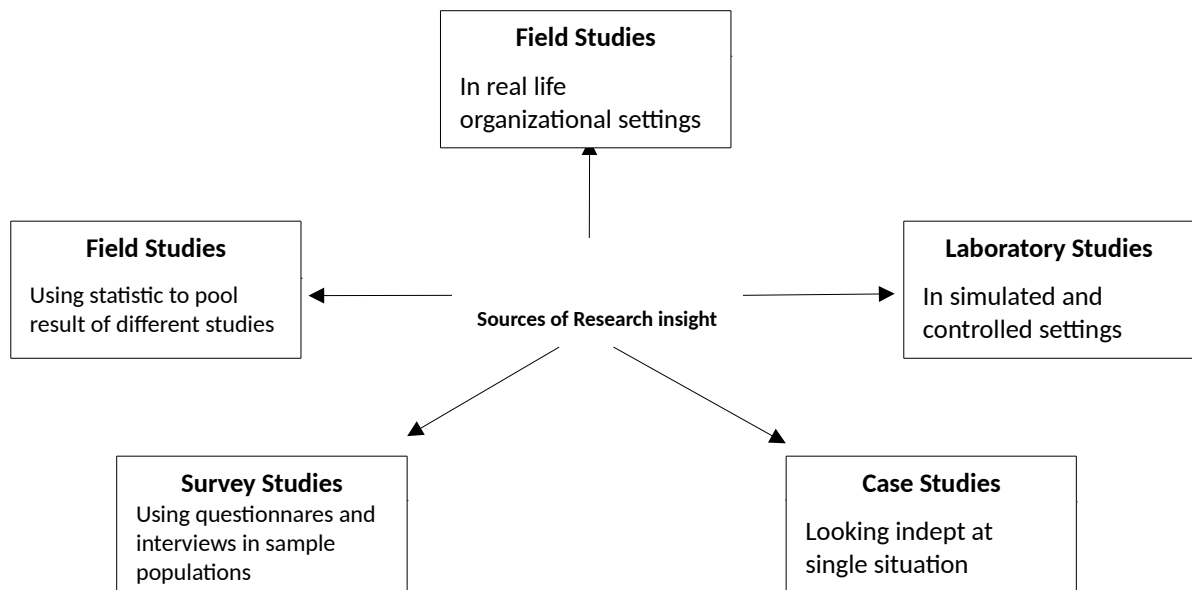 Field Studies
In real life
organizational settings
Field Studies
Using statistic to pool
result of different studies
Laboratory Studies
In simulated and
controlled settings
Sources of Research insight
Survey Studies
Using questionnares and
interviews in sample
populations
Case Studies
Looking indept at
single situation